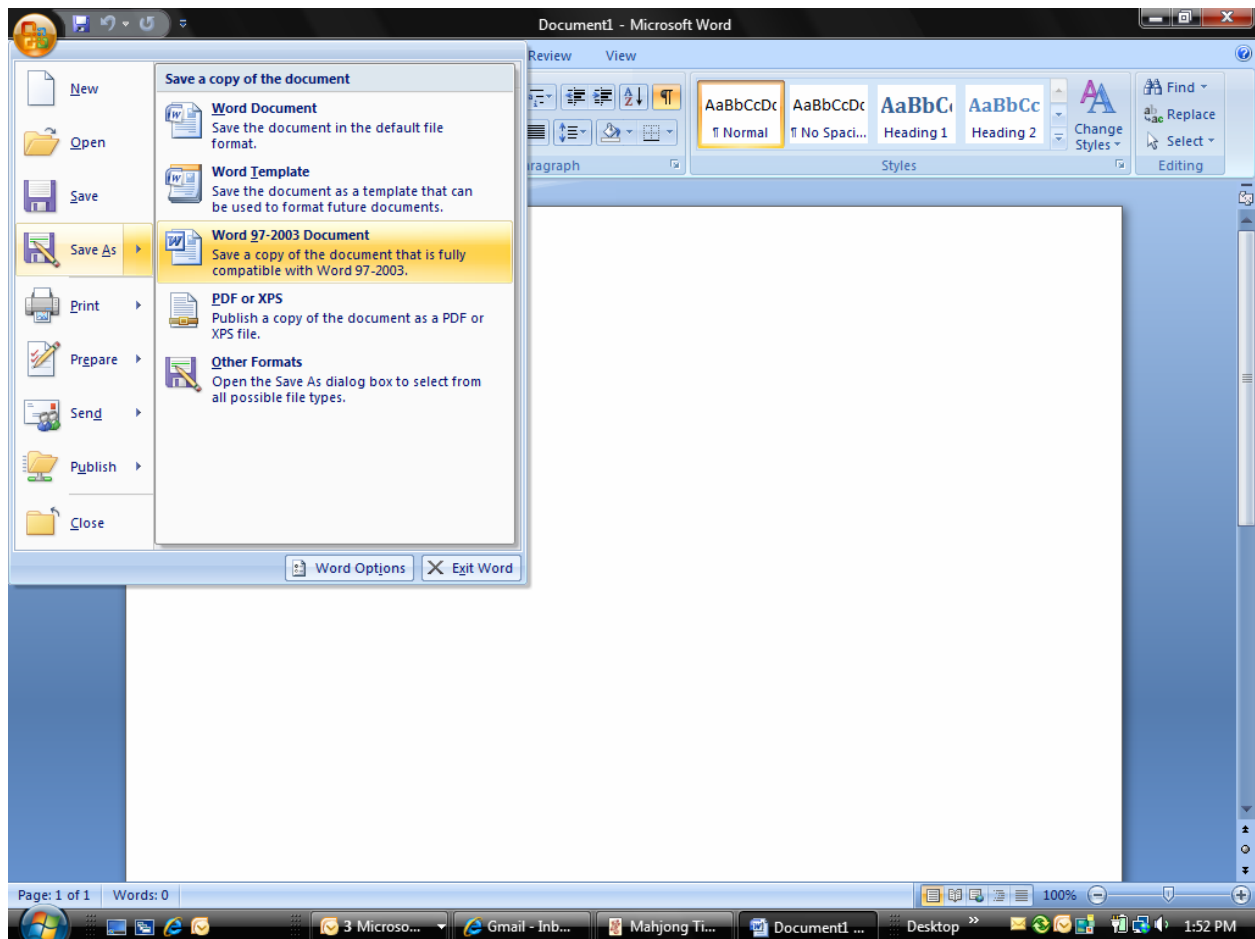 Document1 - Microsoft Word
Review View
New
Open
Save
Save As
Print
Prepare
Send
Publish
Close
Save a copy of the document
Word Document
Save the document in the default file
format.
Word Template
Save the document as a template that can
be used to format future documents.
Word 97-2003 Document
Save a copy of the document that is fully
compatible with Word 97-2003.
PDF or XPS
Publish a copy of the document as a PDF or
XPS file.
Other Formats
Open the Save As dialog box to select from
all possible file types.
Word Options Exit Word
AaBbCcDc AaBbCcDc AaBbC AaBbCc
¶ Normal ¶ No Spaci... Heading 1 Heading 2
Change
Styles
Find
Replace
Select
ragraph Styles Editing
Page: 1 of 1 Words: 0 100%
3 Microso... Gmail - Inb... Mahjong Ti... Document1 ... Desktop » 1:52 PM